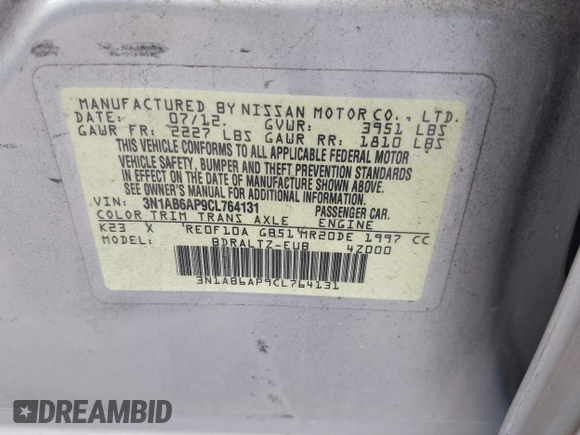 MANUFACTURED BY NISSAN MOTOR CO., LTD.
DATE: 07/12. GVWR: 3951 LBS
GAWR FR: 2227 LBS GAWR RR: 1810 LBS
THIS VEHICLE CONFORMS TO ALL APPLICABLE FEDERAL MOTOR
VEHICLE SAFETY, BUMPER AND THEFT PREVENTION STANDARDS
IN EFFECT ON THE DATE OF MANUFACTURE SHOWN ABOVE.
SEE OWNER'S MANUAL FOR ADDITIONAL INFORMATION.
VIN: 3N1AB6AP9CL764131 PASSENGER CAR.
COLOR TRIM TRANS AXLE ENGINE
K23 X RE0F10A GB51 MR20DE 1997 CC
MODEL: BDRALTZ-EUB 4Z000
3N1AB6AP9CL764131
DREAMBID